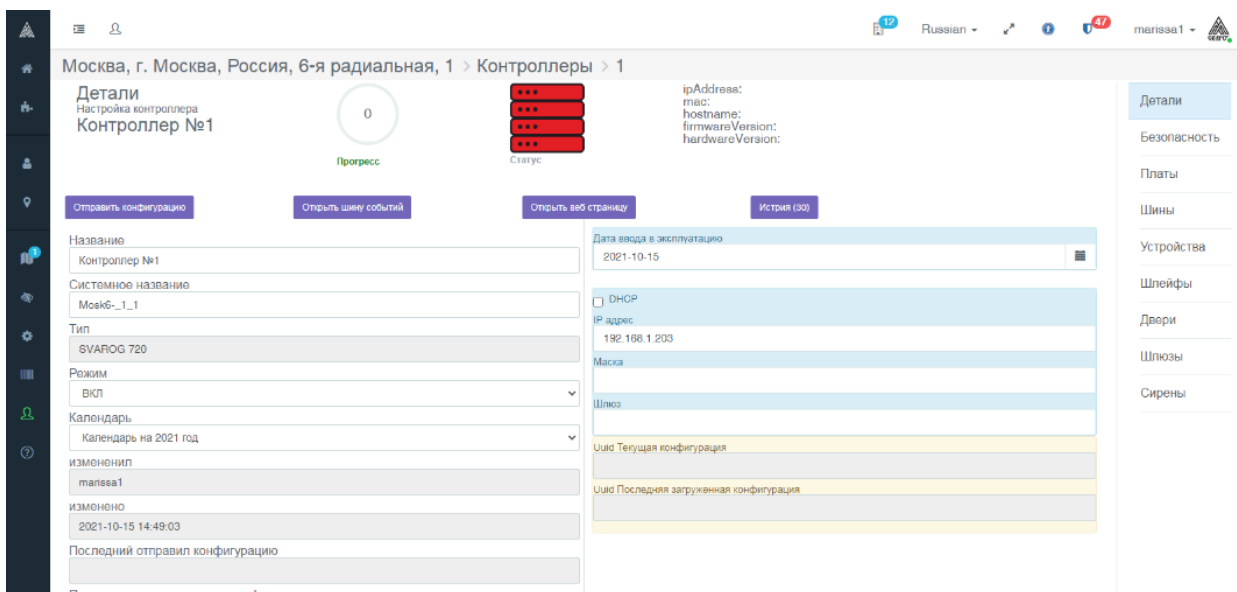 12
Russian
47
marissa1
Москва, г. Москва, Россия, 6-я радиальная, 1 > Контроллеры > 1
Детали
Настройка контроллера
Контроллер №1
0
Прогресс
Статус
ipAddress:
mac:
hostname:
firmwareVersion:
hardwareVersion:
Отправить конфигурацию
Открыть шину событий
Открыть веб страницу
Истрия (30)
Название
Контроллер №1
Системное название
Mosk6-_1_1
Тип
SVAROG 720
Режим
ВКЛ
Календарь
Календарь на 2021 год
изменил
marissa1
изменено
2021-10-15 14:49:03
Последний отправил конфигурацию
Дата ввода в эксплуатацию
2021-10-15
DHCP
IP адрес
192.168.1.203
Маска
Шлюз
Uuid Текущая конфигурация
Uuid Последняя загруженная конфигурация
Детали
Безопасность
Платы
Шины
Устройства
Шлейфы
Двери
Шлюзы
Сирены
1